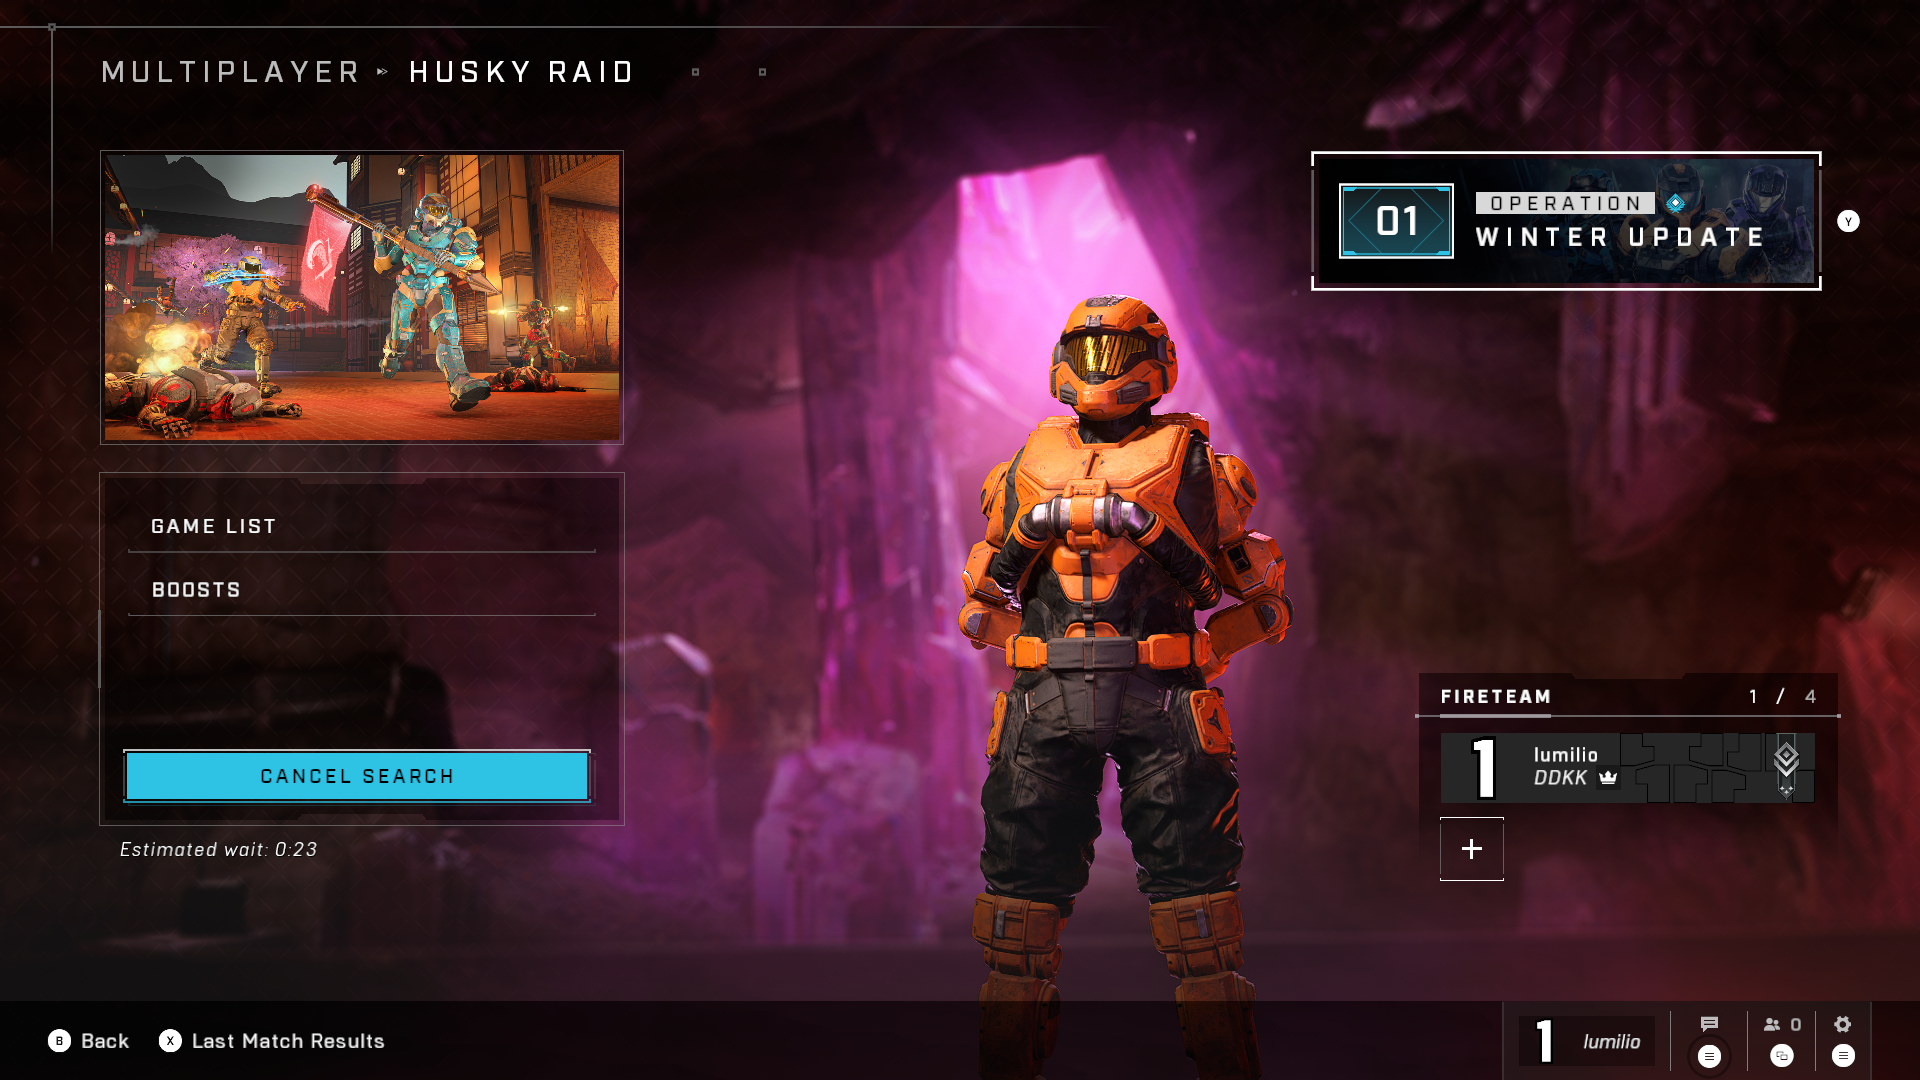 MULTIPLAYER HUSKY RAID
01
OPERATION
WINTER UPDATE
Y
GAME LIST
BOOSTS
CANCEL SEARCH
Estimated wait: 0:23
FIRETEAM 1 / 4
1
lumilio
DDKK
+
B Back X Last Match Results
1 lumilio
0